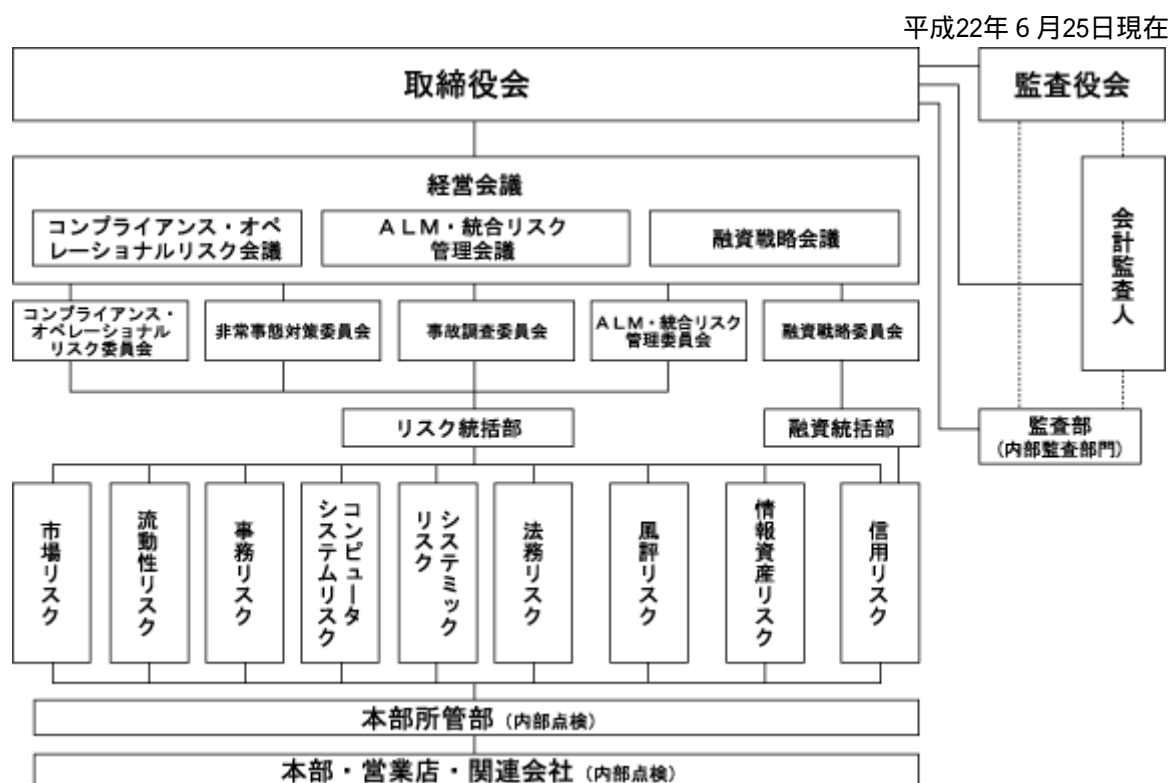 平成22年６月25日現在
取締役会
監査役会
経営会議
コンプライアンス・オペ
レーショナルリスク会議
ＡＬＭ・統合リスク
管理会議
融資戦略会議
会計監査人
コンプライアンス・
オペレーショナル
リスク委員会
非常事態対策委員会
事故調査委員会
ＡＬＭ・統合リスク
管理委員会
融資戦略委員会
リスク統括部
融資統括部
監査部
（内部監査部門）
市場リスク
流動性リスク
事務リスク
コンピュータ
システムリスク
システミック
リスク
法務リスク
風評リスク
情報資産リスク
信用リスク
本部所管部（内部点検）
本部・営業店・関連会社（内部点検）